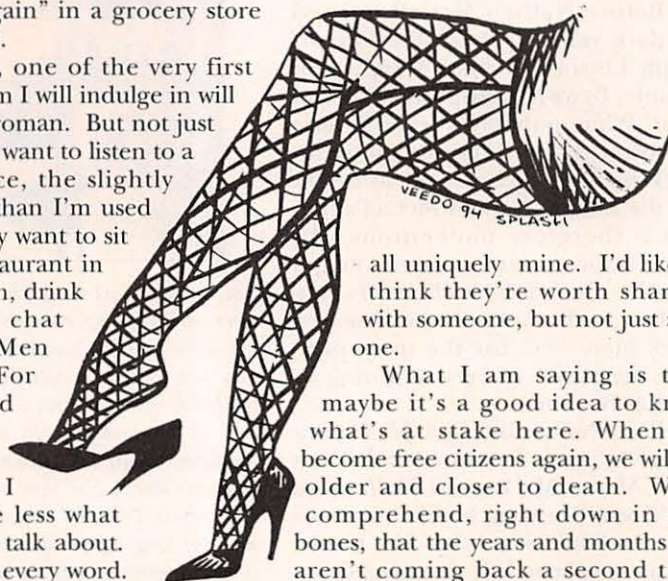 gain” in a grocery store
.
, one of the very first
m I will indulge in will
woman. But not just
want to listen to a
ce, the slightly
than I'm used
y want to sit
aurant in
n, drink
chat
Men
For
d
I
e less what
talk about.
every word.
VEEDO 94 SPLASH
all uniquely mine. I'd like
think they're worth shar
with someone, but not just
one.
What I am saying is t
maybe it's a good idea to kn
what's at stake here. When
become free citizens again, we wil
older and closer to death. W
comprehend, right down in
bones, that the years and months
aren't coming back a second t